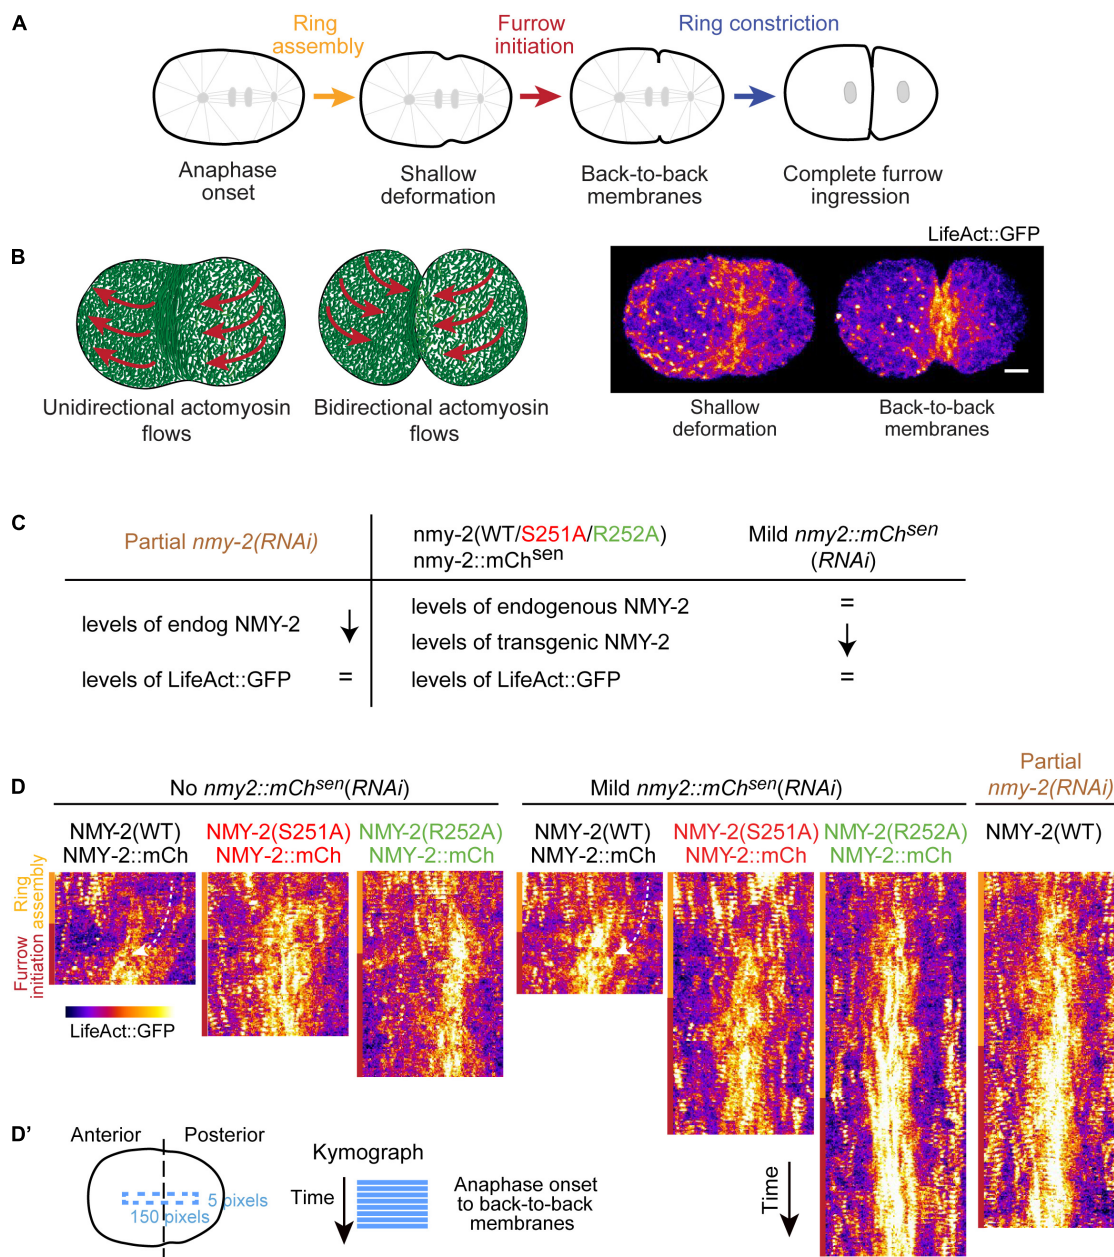 A
Ring
assembly
Furrow
initiation
Ring constriction
Anaphase
onset
Shallow
deformation
Back-to-back
membranes
Complete furrow
ingression
B
Unidirectional actomyosin
flows
Bidirectional actomyosin
flows
LifeAct::GFP
Shallow
deformation
Back-to-back
membranes
C
Partial nmy-2(RNAi)
nmy-2(WT/S251A/R252A)
nmy-2::mCh^sen
Mild nmy2::mCh^sen
(RNAi)
levels of endog NMY-2 ↓
levels of LifeAct::GFP =
levels of endogenous NMY-2 =
levels of transgenic NMY-2 ↓
levels of LifeAct::GFP =
D
No nmy2::mCh^sen(RNAi)
Mild nmy2::mCh^sen(RNAi)
Partial
nmy-2(RNAi)
NMY-2(WT)
NMY-2::mCh
NMY-2(S251A)
NMY-2::mCh
NMY-2(R252A)
NMY-2::mCh
NMY-2(WT)
NMY-2::mCh
NMY-2(S251A)
NMY-2::mCh
NMY-2(R252A)
NMY-2::mCh
NMY-2(WT)
Ring
assembly
Furrow
initiation
LifeAct::GFP
Time
D’
Anterior
Posterior
5 pixels
150 pixels
Kymograph
Time
Anaphase onset
to back-to-back
membranes